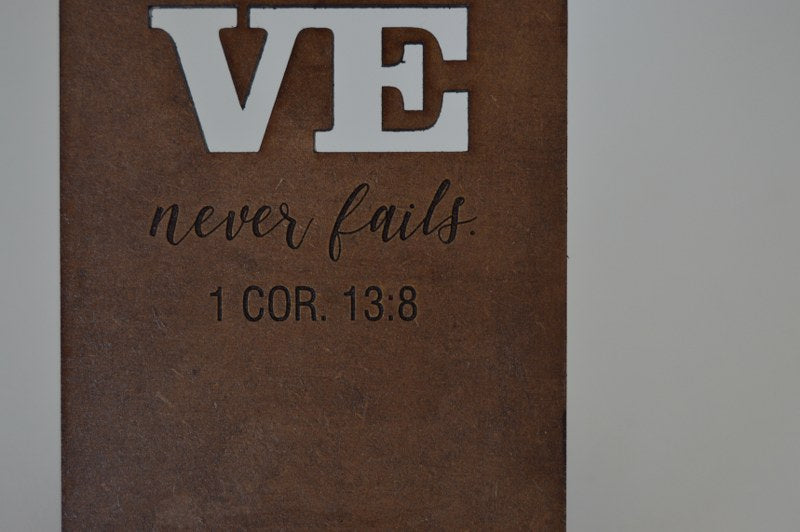 VE
never fails.
1 COR. 13:8